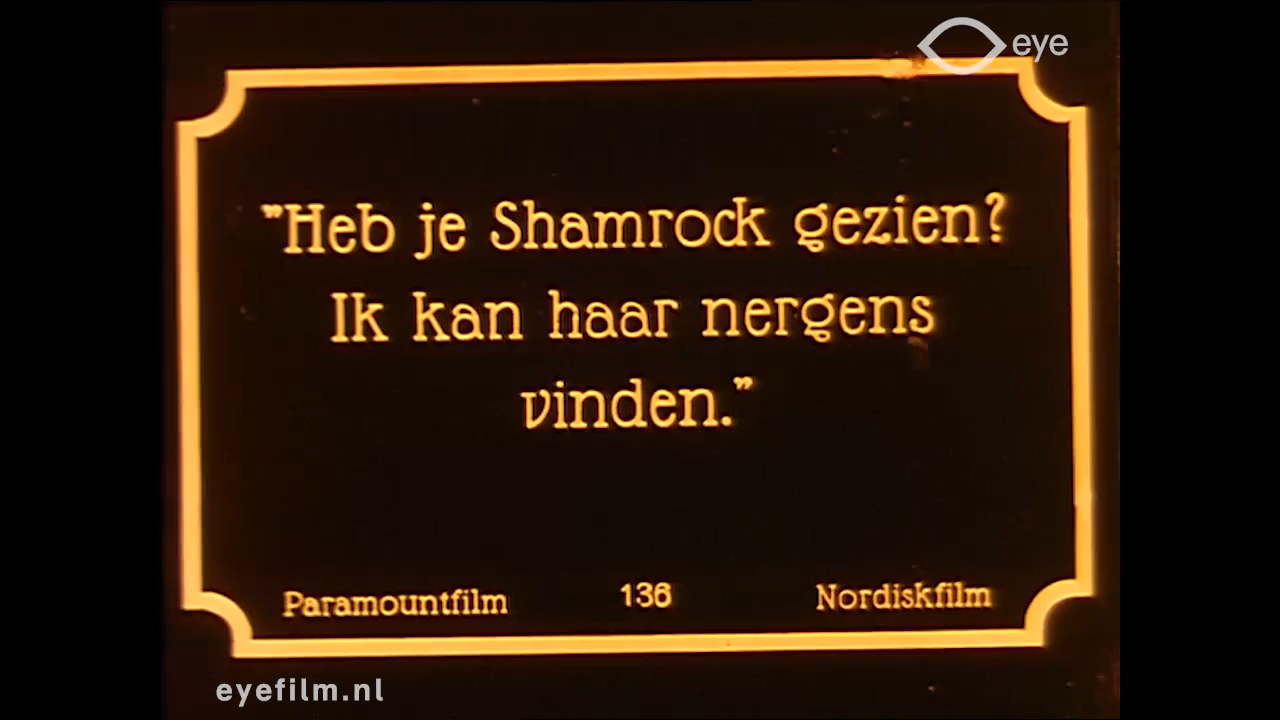 eye
"Heb je Shamrock gezien?
Ik kan haar nergens
vinden."
Paramountfilm 136 Nordiskfilm
eyefilm.nl